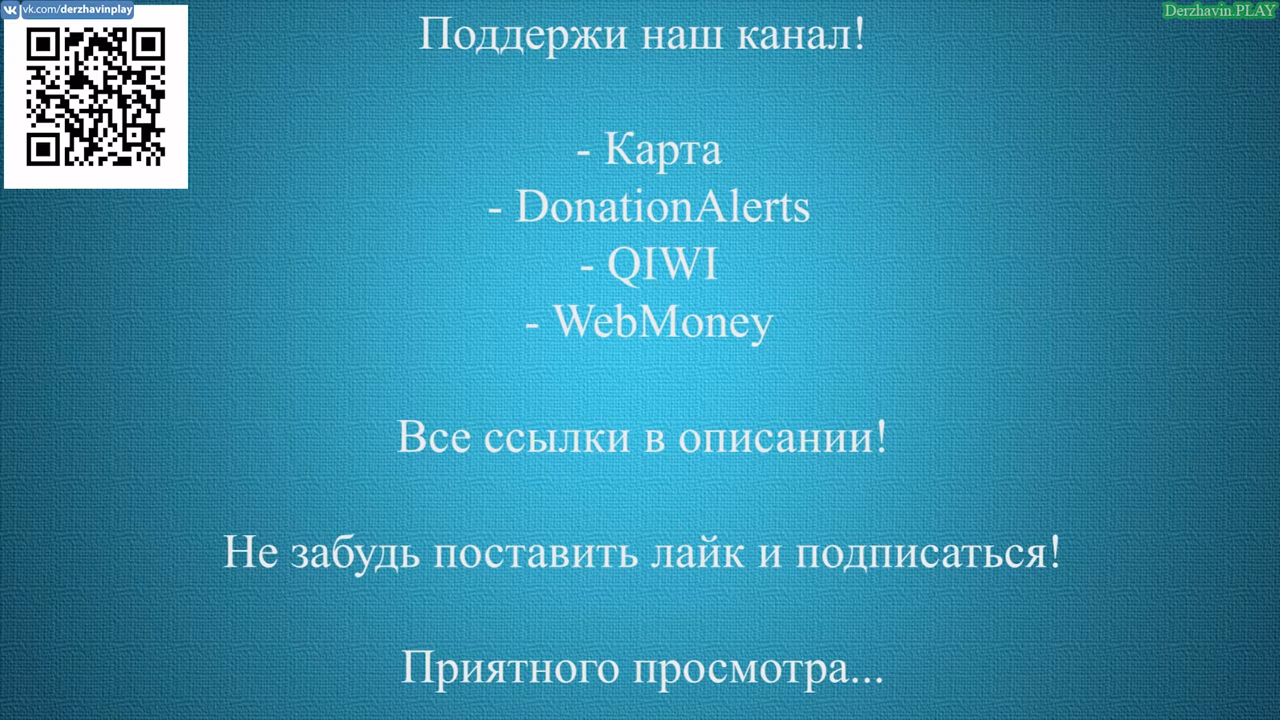 vk.com/derzhavinplay
Derzhavin PLAY
Поддержи наш канал!
- Карта
- DonationAlerts
- QIWI
- WebMoney
Все ссылки в описании!
Не забудь поставить лайк и подписаться!
Приятного просмотра...